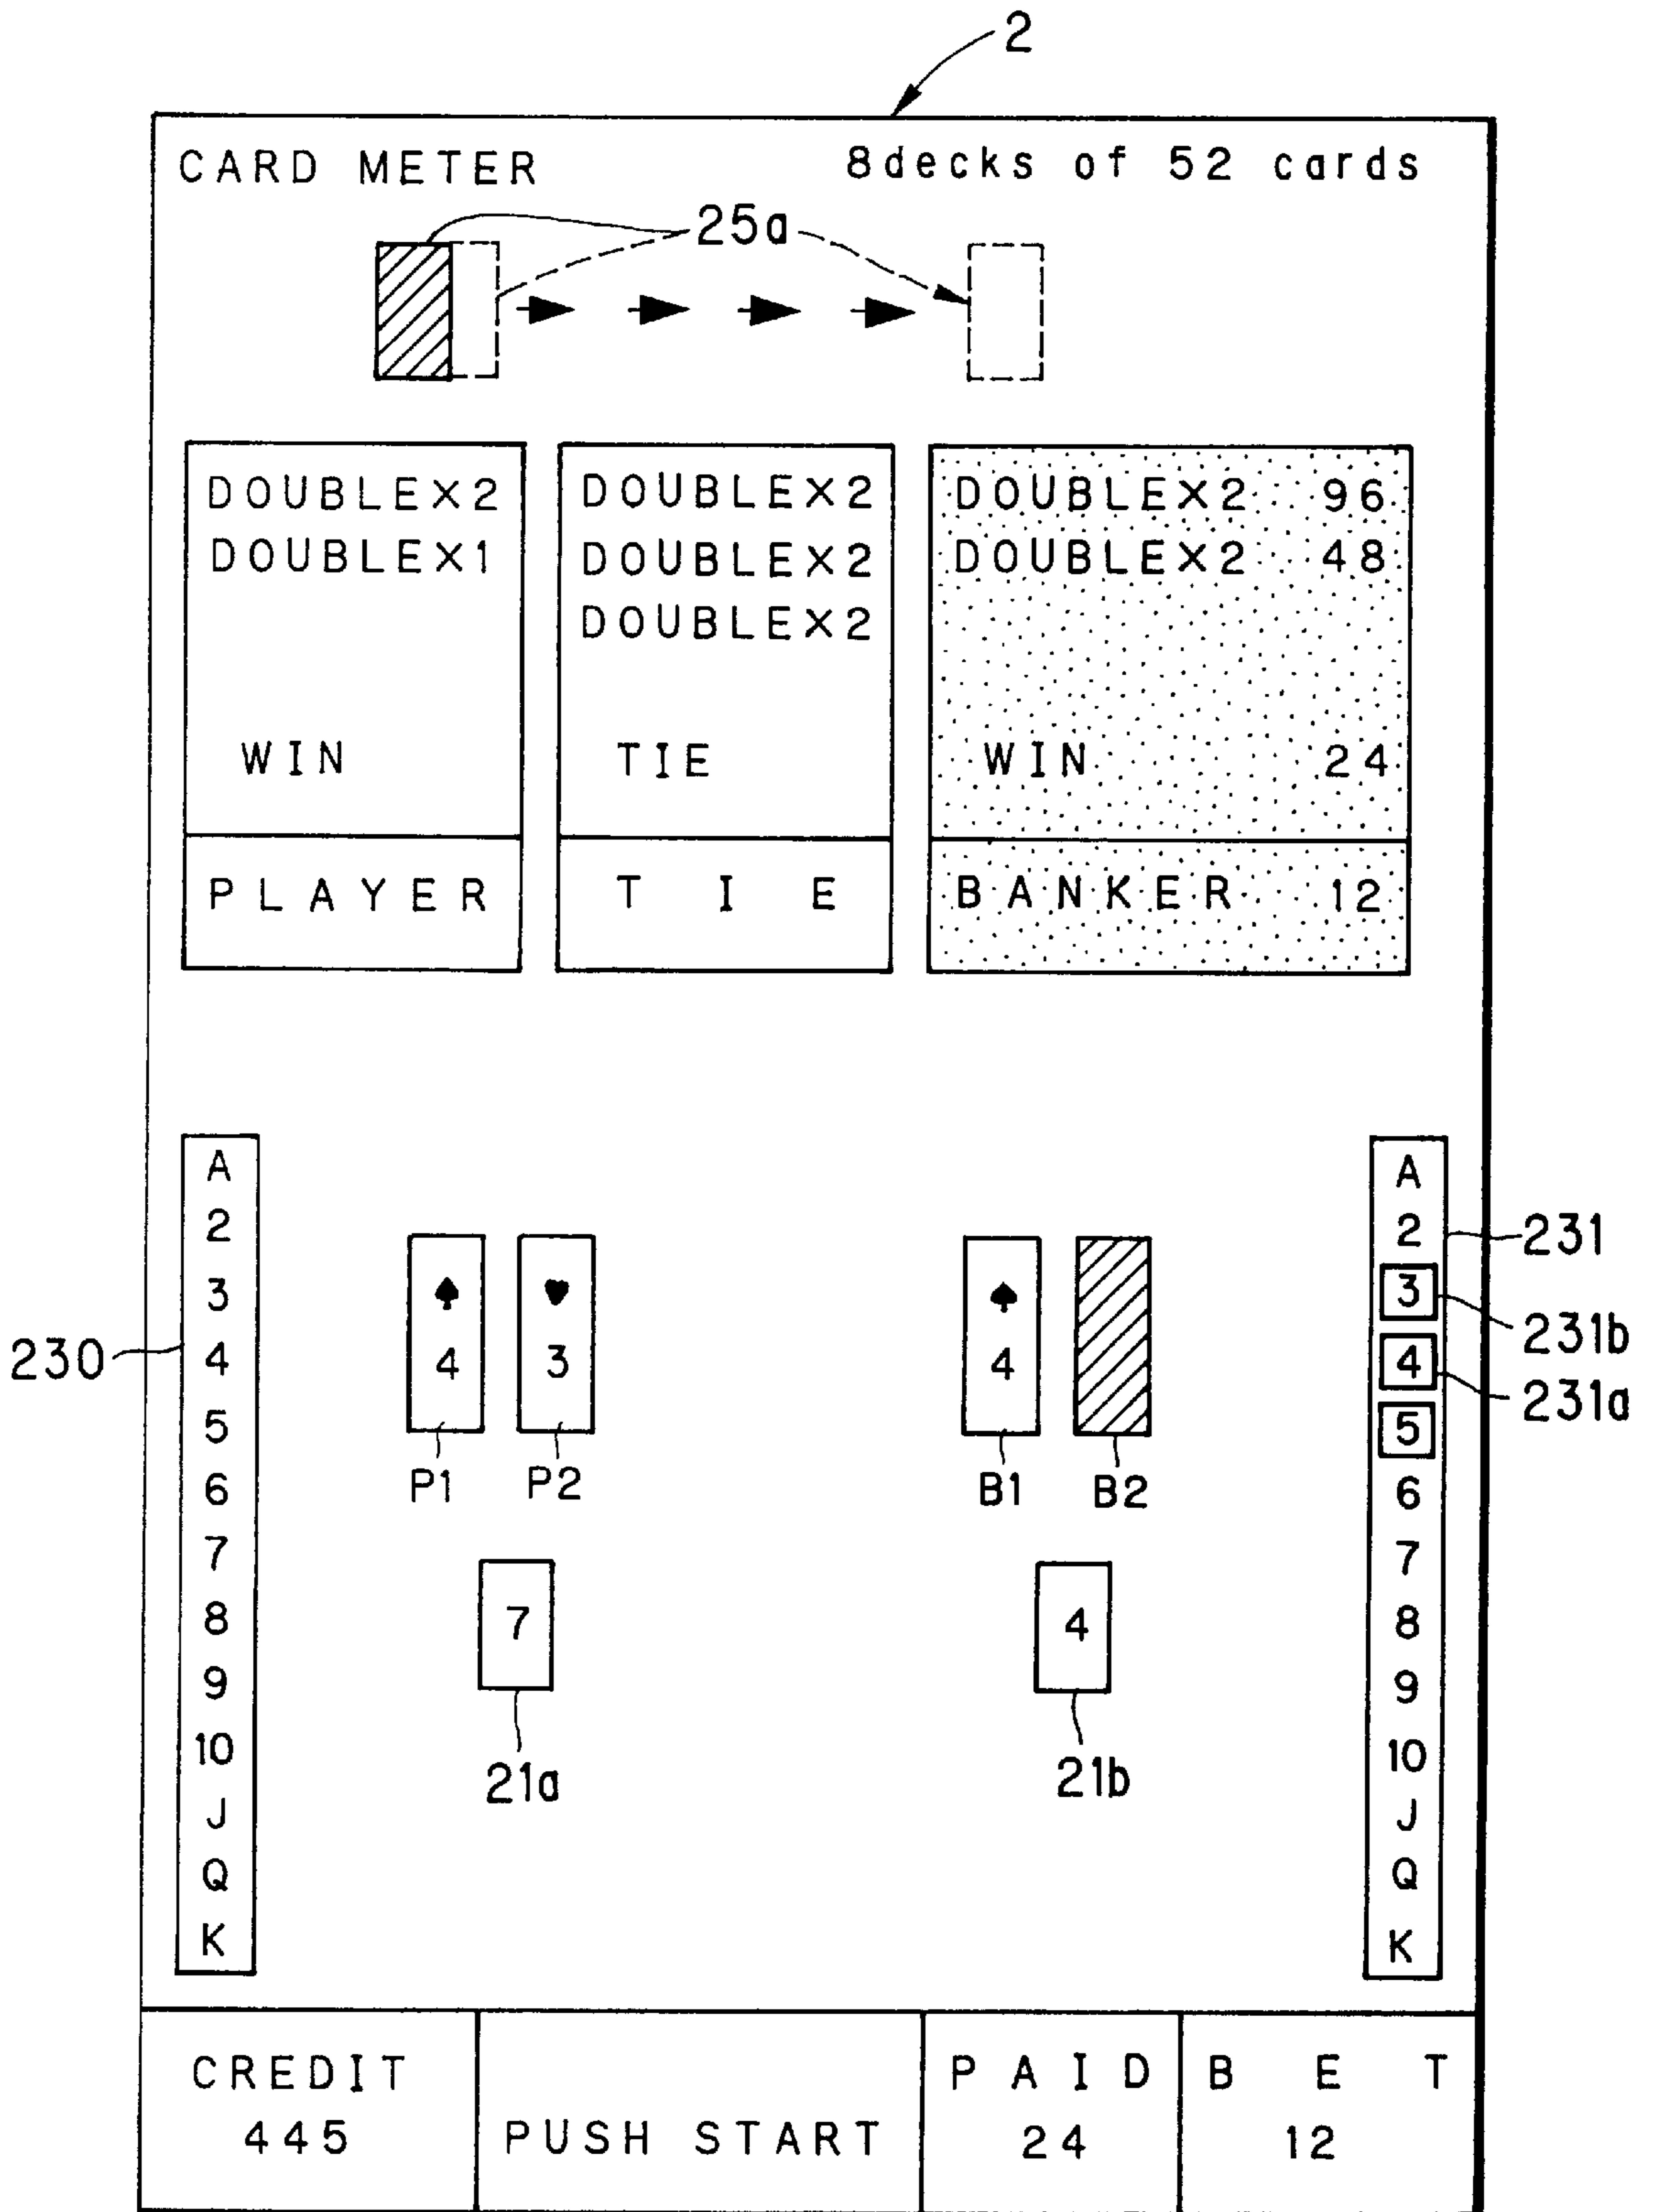 2
CARD METER 8decks of 52 cards
25a
DOUBLE×2 DOUBLE×2 DOUBLE×2 96
DOUBLE×1 DOUBLE×2 DOUBLE×2 48
DOUBLE×2
WIN TIE WIN 24
PLAYER TIE BANKER 12
A A
2 2 231
3 ♠ ♥ ♠ 3 231b
230 4 4 3 4 4 231a
5 5
P1 P2 B1 B2
6 6
7 7
8 7 4 8
9 9
10 10
21a 21b
J J
Q Q
K K
CREDIT PAID BET
445 PUSH START 24 12